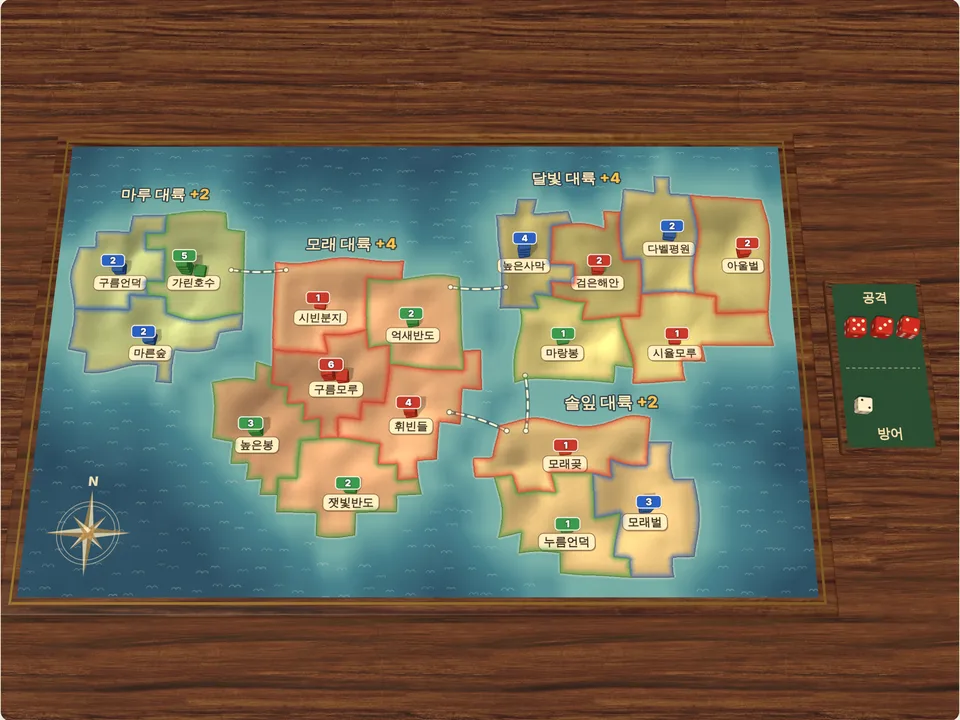 마루 대륙 +2
2
구름언덕
5
가린호수
2
마른숲
모래 대륙 +4
1
시빈분지
2
억새반도
6
구름모루
4
휘빈들
3
높은봉
2
잿빛반도
달빛 대륙 +4
4
높은사막
2
검은해안
2
다벨평원
2
아울벌
1
마랑봉
1
시율모루
솔잎 대륙 +2
1
모래곶
3
모래벌
1
누름언덕
N
공격
방어